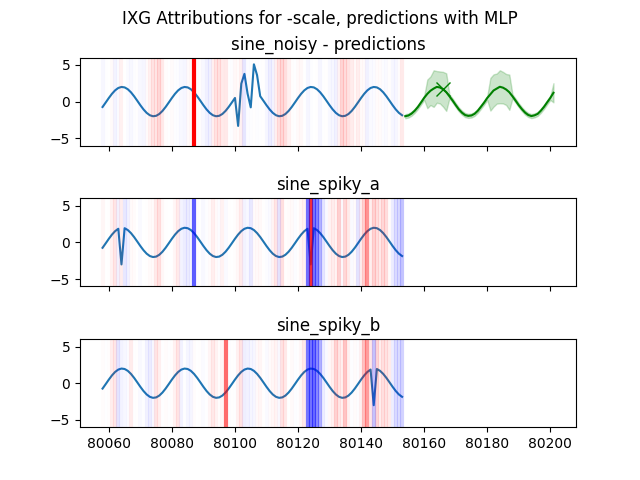 IXG Attributions for -scale, predictions with MLP
sine_noisy - predictions
5
0
−5
sine_spiky_a
5
0
−5
sine_spiky_b
5
0
−5
80060 80080 80100 80120 80140 80160 80180 80200